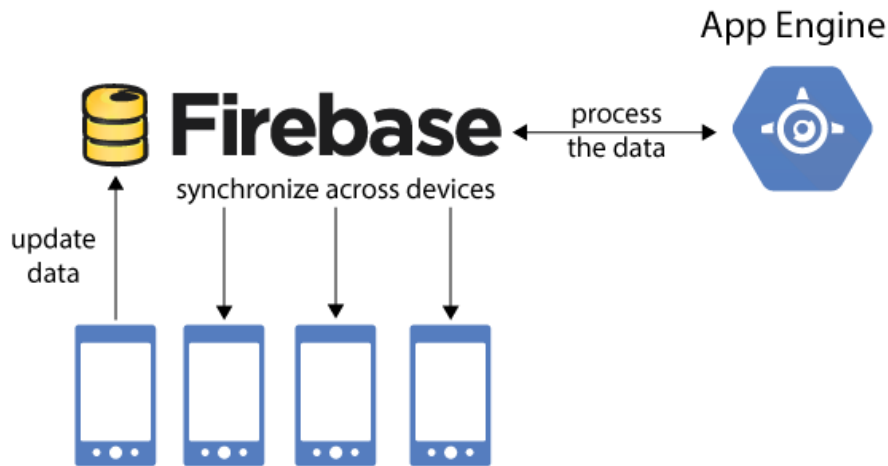 App Engine
Firebase
process
the data
synchronize across devices
update
data